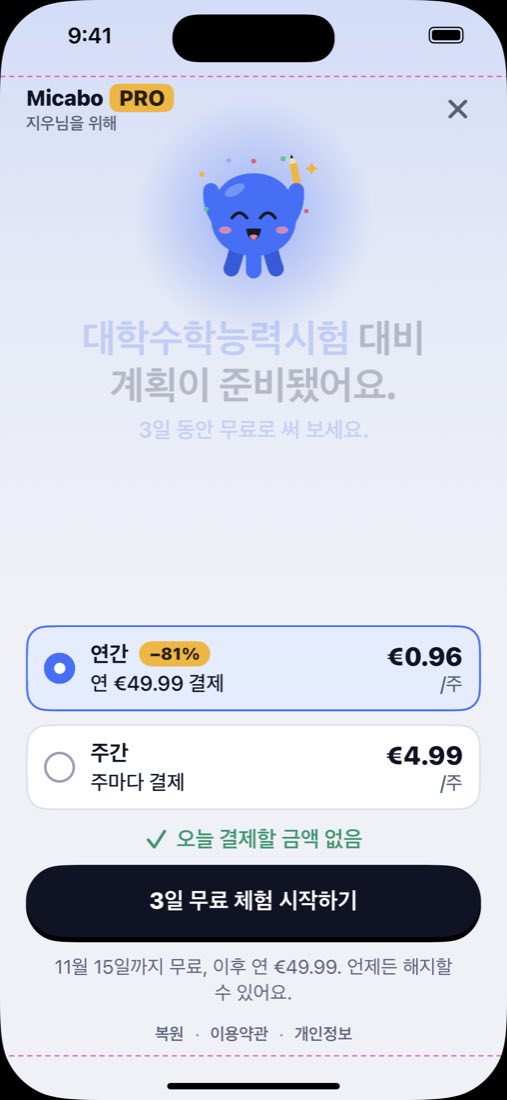 9:41
Micabo PRO
지우님을 위해
대학수학능력시험 대비
계획이 준비됐어요.
3일 동안 무료로 써 보세요.
연간 −81%
€0.96
연 €49.99 결제
/주
주간
€4.99
주마다 결제
/주
오늘 결제할 금액 없음
3일 무료 체험 시작하기
11월 15일까지 무료, 이후 연 €49.99. 언제든 해지할
수 있어요.
복원 · 이용약관 · 개인정보